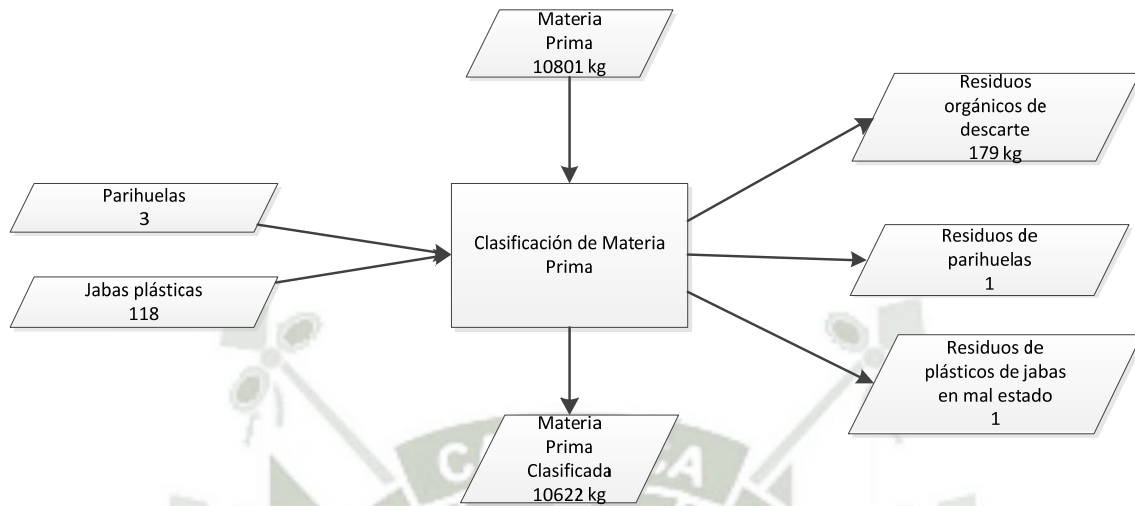 Materia
Prima
10801 kg
Residuos
orgánicos de
descarte
179 kg
Parihuelas
3
Clasificación de Materia
Prima
Residuos de
parihuelas
1
Jabas plásticas
118
Residuos de
plásticos de jabas
en mal estado
1
Materia
Prima
Clasificada
10622 kg